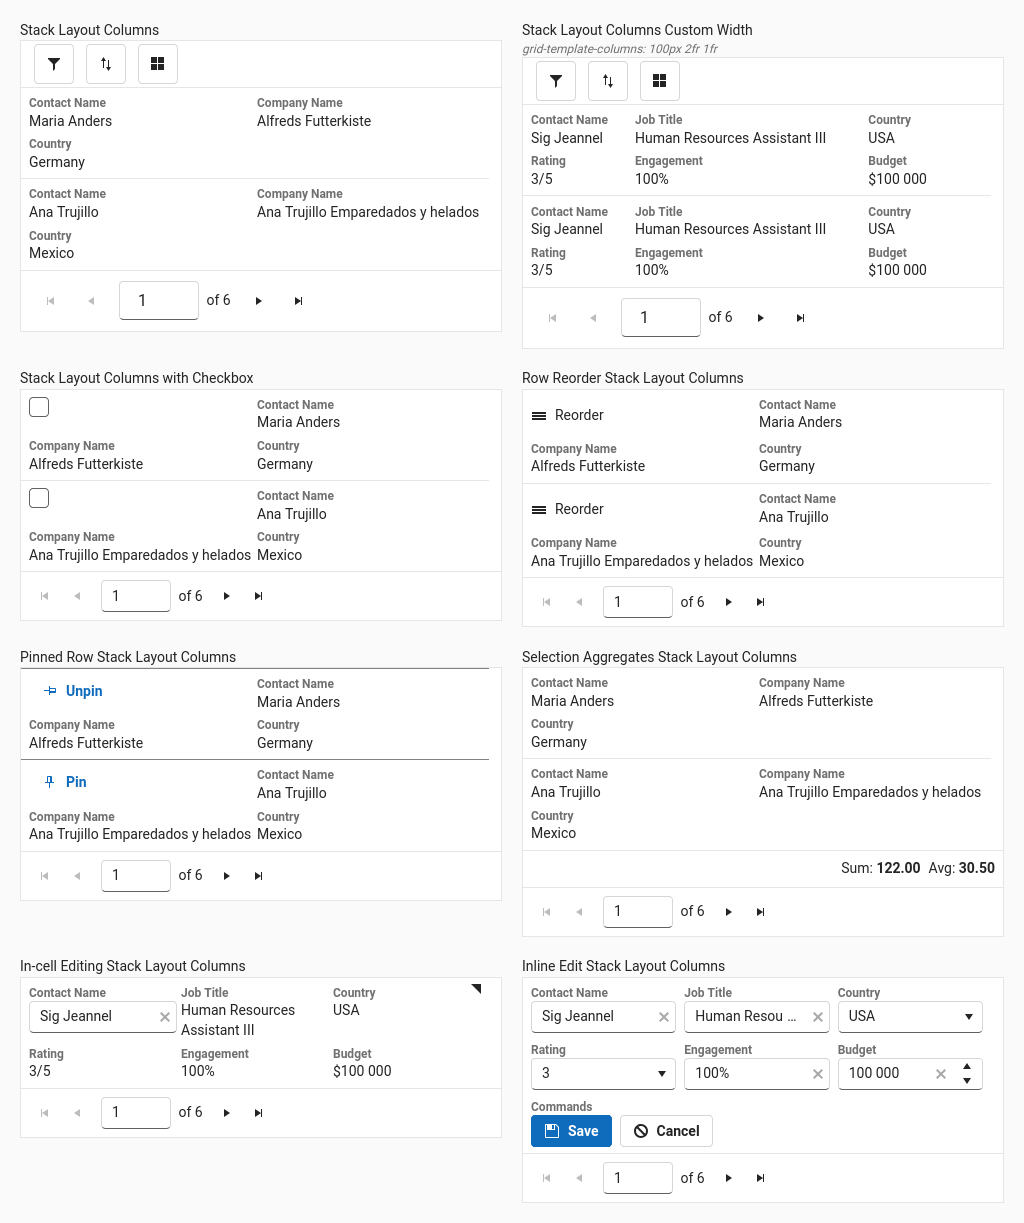 Stack Layout Columns
Contact Name
Maria Anders
Company Name
Alfreds Futterkiste
Country
Germany
Contact Name
Ana Trujillo
Company Name
Ana Trujillo Emparedados y helados
Country
Mexico
1 of 6
Stack Layout Columns Custom Width
grid-template-columns: 100px 2fr 1fr
Contact Name
Sig Jeannel
Job Title
Human Resources Assistant III
Country
USA
Rating
3/5
Engagement
100%
Budget
$100 000
Contact Name
Sig Jeannel
Job Title
Human Resources Assistant III
Country
USA
Rating
3/5
Engagement
100%
Budget
$100 000
1 of 6
Stack Layout Columns with Checkbox
Contact Name
Maria Anders
Company Name
Alfreds Futterkiste
Country
Germany
Contact Name
Ana Trujillo
Company Name
Ana Trujillo Emparedados y helados
Country
Mexico
1 of 6
Row Reorder Stack Layout Columns
Reorder
Contact Name
Maria Anders
Company Name
Alfreds Futterkiste
Country
Germany
Reorder
Contact Name
Ana Trujillo
Company Name
Ana Trujillo Emparedados y helados
Country
Mexico
1 of 6
Pinned Row Stack Layout Columns
Unpin
Contact Name
Maria Anders
Company Name
Alfreds Futterkiste
Country
Germany
Pin
Contact Name
Ana Trujillo
Company Name
Ana Trujillo Emparedados y helados
Country
Mexico
1 of 6
Selection Aggregates Stack Layout Columns
Contact Name
Maria Anders
Company Name
Alfreds Futterkiste
Country
Germany
Contact Name
Ana Trujillo
Company Name
Ana Trujillo Emparedados y helados
Country
Mexico
Sum: 122.00 Avg: 30.50
1 of 6
In-cell Editing Stack Layout Columns
Contact Name
Sig Jeannel
Job Title
Human Resources
Assistant III
Country
USA
Rating
3/5
Engagement
100%
Budget
$100 000
1 of 6
Inline Edit Stack Layout Columns
Contact Name
Sig Jeannel
Job Title
Human Resou ...
Country
USA
Rating
3
Engagement
100%
Budget
100 000
Commands
Save
Cancel
1 of 6